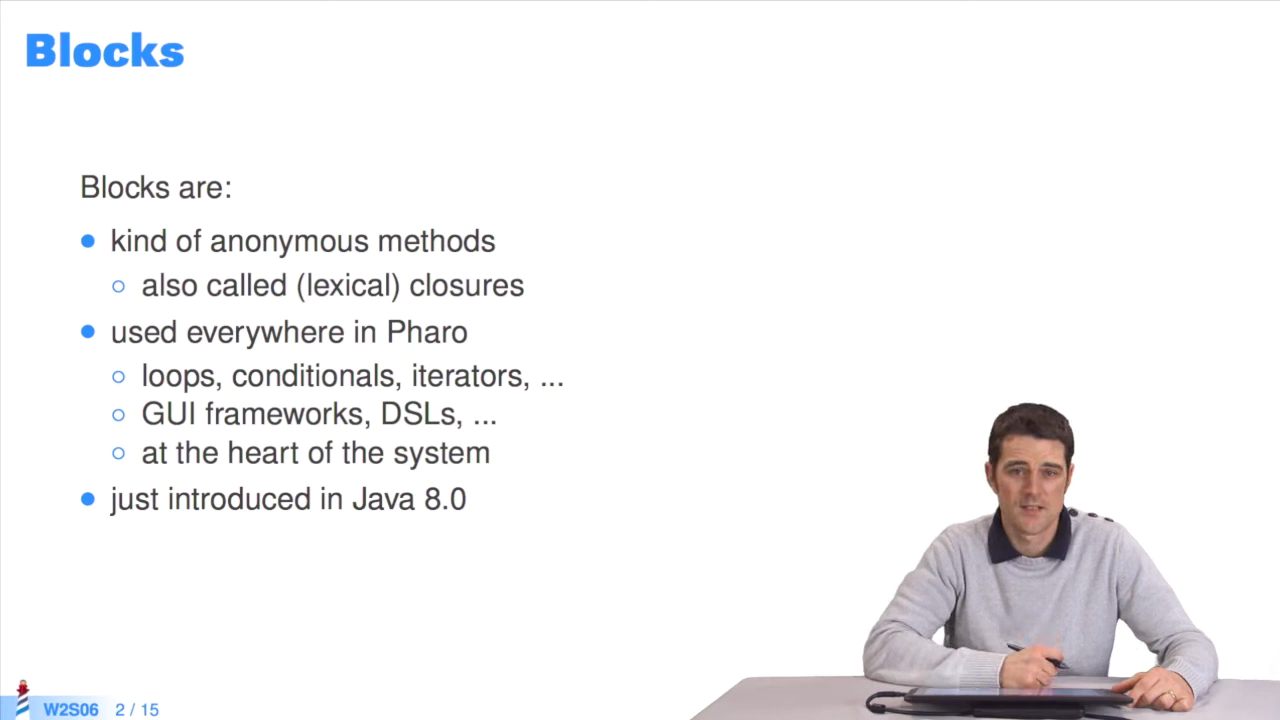 Blocks
Blocks are:
kind of anonymous methods
also called (lexical) closures
used everywhere in Pharo
loops, conditionals, iterators, ...
GUI frameworks, DSLs, ...
at the heart of the system
just introduced in Java 8.0
W2S06 2 / 15